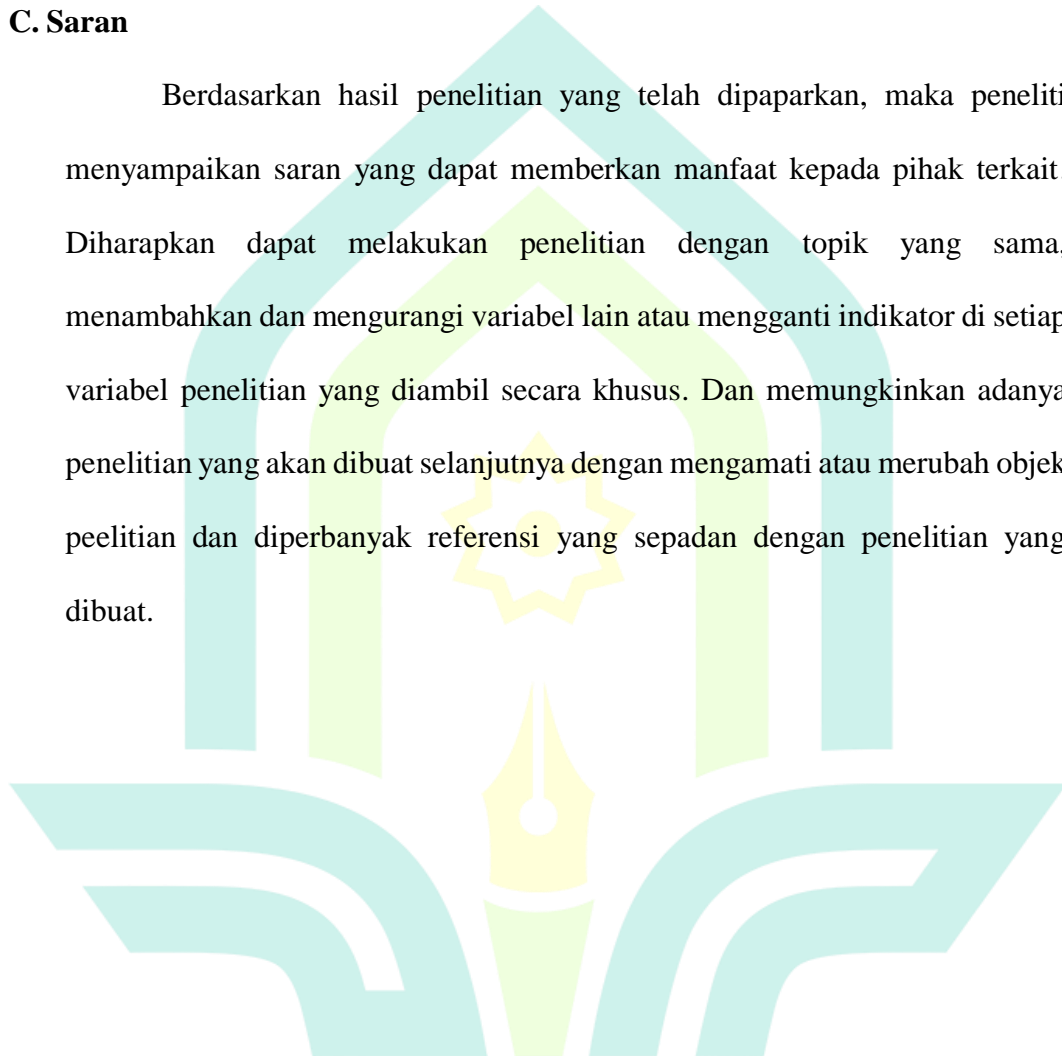 C. Saran
Berdasarkan hasil penelitian yang telah dipaparkan, maka peneliti
menyampaikan saran yang dapat memberkan manfaat kepada pihak terkait.
Diharapkan dapat melakukan penelitian dengan topik yang sama,
menambahkan dan mengurangi variabel lain atau mengganti indikator di setiap
variabel penelitian yang diambil secara khusus. Dan memungkinkan adanya
penelitian yang akan dibuat selanjutnya dengan mengamati atau merubah objek
peelitian dan diperbanyak referensi yang sepadan dengan penelitian yang
dibuat.